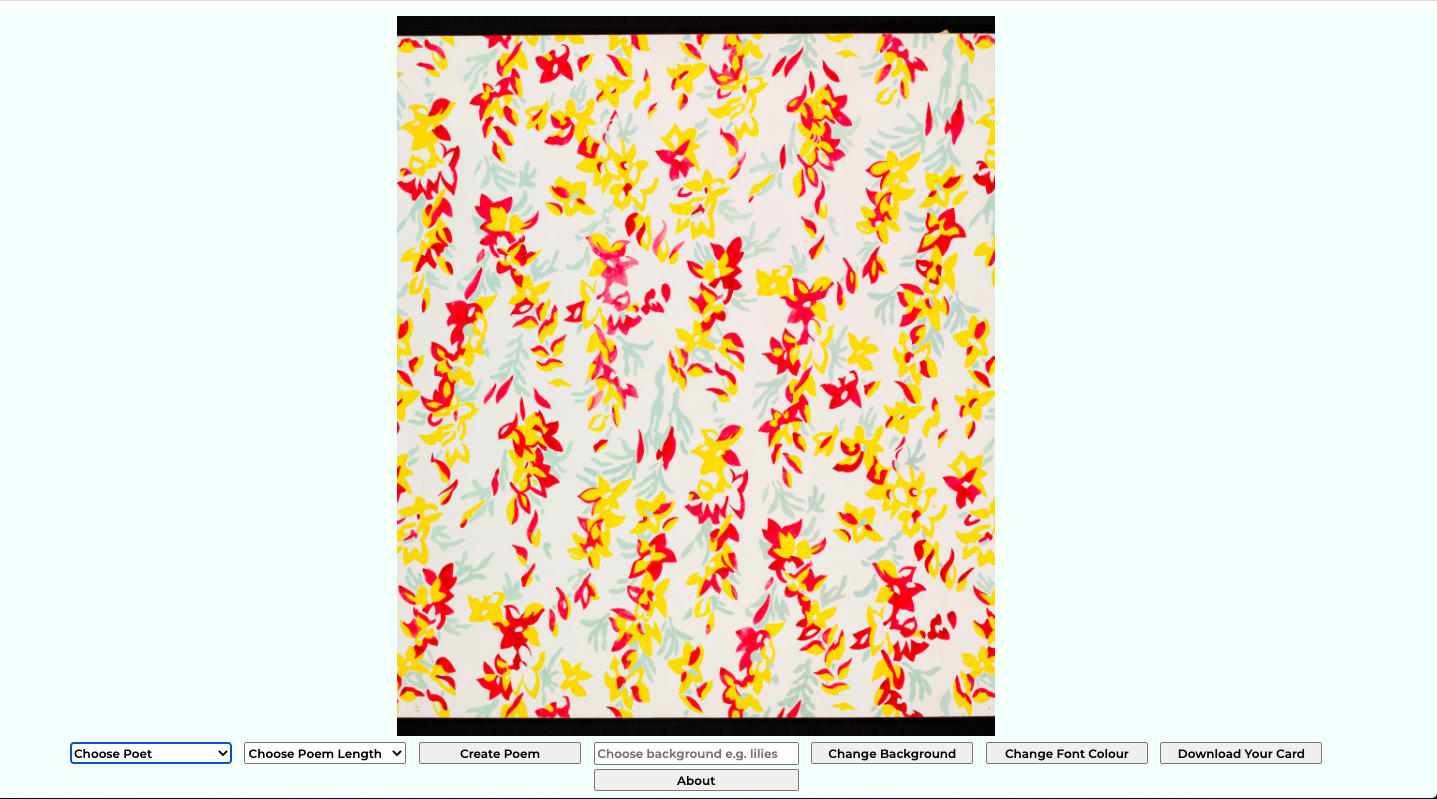 Choose Poet
Choose Poem Length
Create Poem
Choose background e.g. lilies
Change Background
Change Font Colour
Download Your Card
About